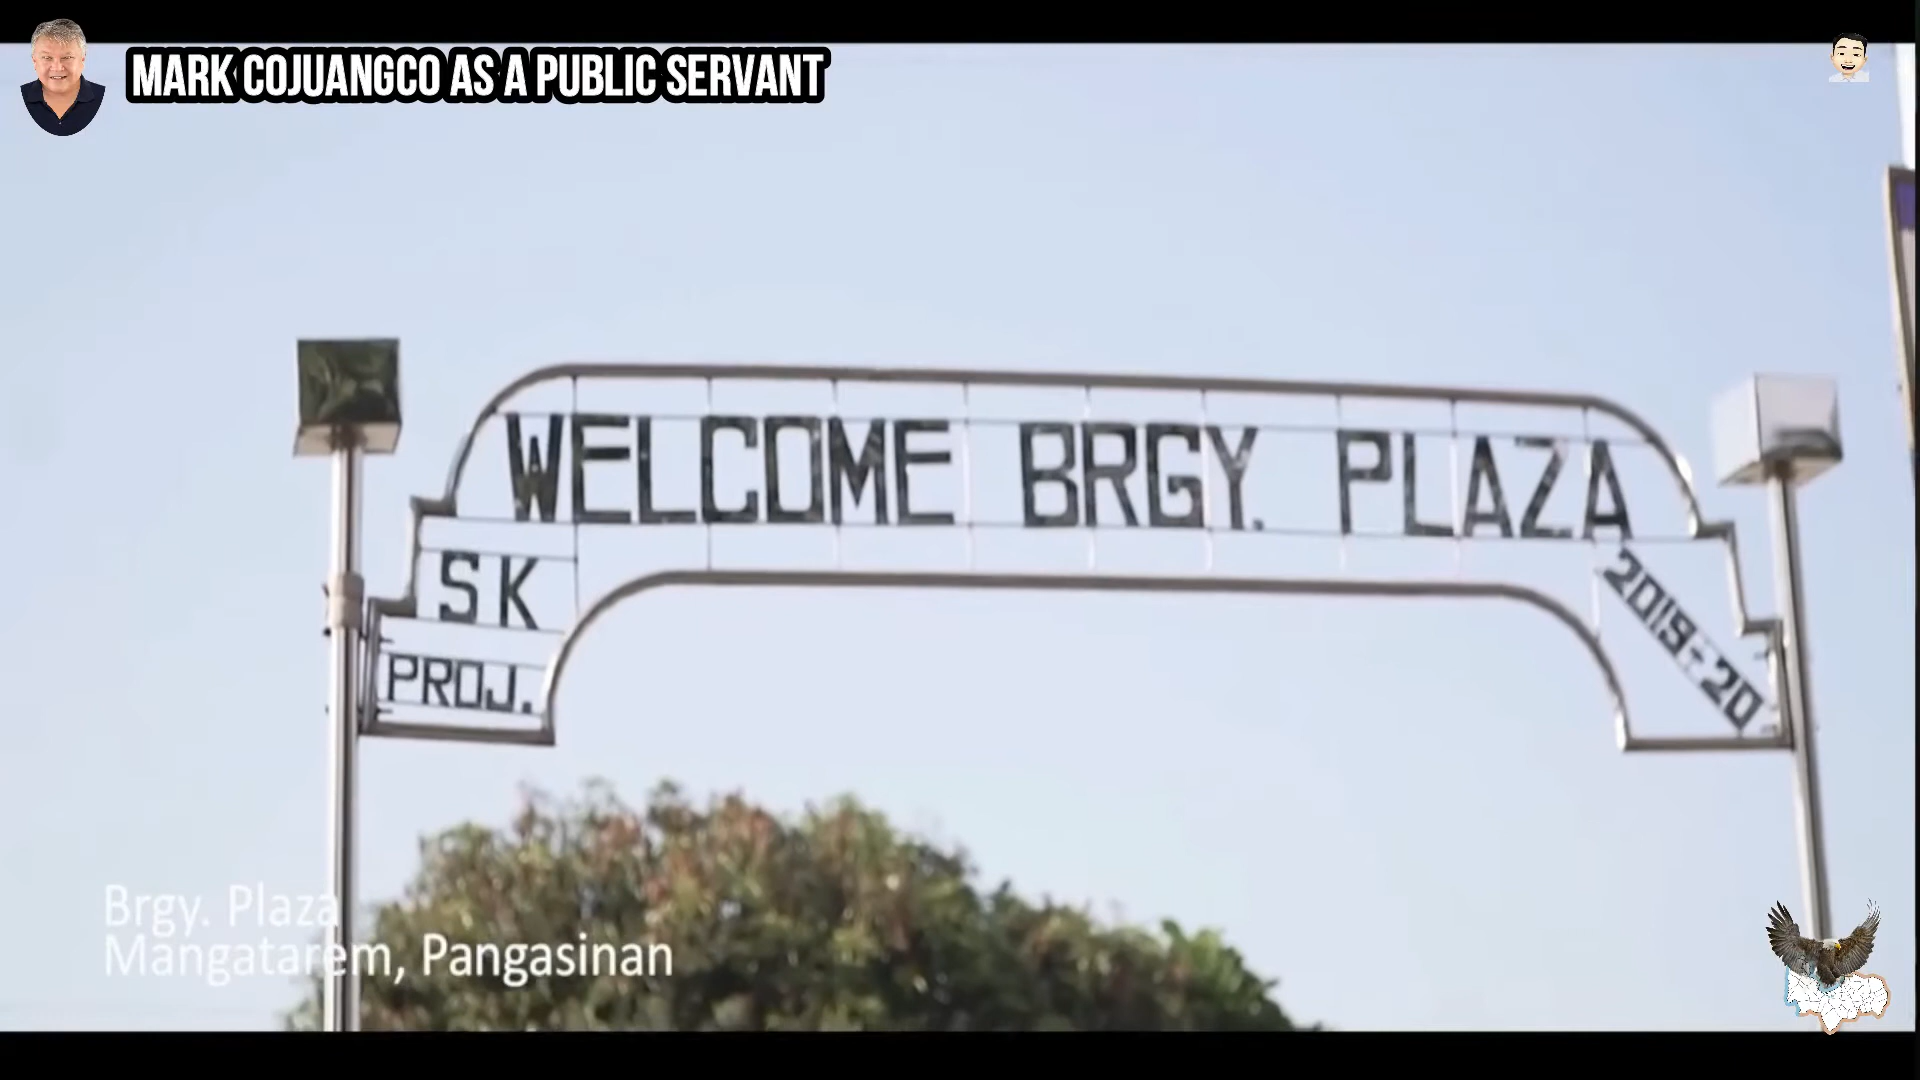 MARK COJUANGCO AS A PUBLIC SERVANT
WELCOME BRGY. PLAZA
SK
PROJ.
2019-20
Brgy. Plaza
Mangatarem, Pangasinan